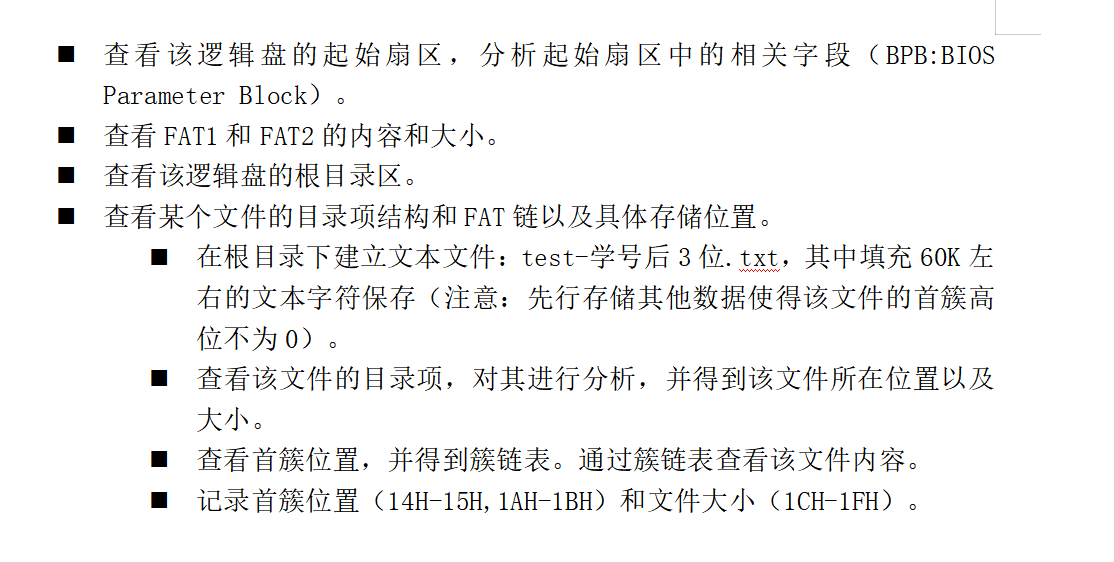 ■ 查看该逻辑盘的起始扇区，分析起始扇区中的相关字段（BPB:BIOS
Parameter Block）。
■ 查看 FAT1 和 FAT2 的内容和大小。
■ 查看该逻辑盘的根目录区。
■ 查看某个文件的目录项结构和 FAT 链以及具体存储位置。
■ 在根目录下建立文本文件：test-学号后 3 位.txt，其中填充 60K 左
右的文本字符保存（注意：先行存储其他数据使得该文件的首簇高
位不为 0）。
■ 查看该文件的目录项，对其进行分析，并得到该文件所在位置以及
大小。
■ 查看首簇位置，并得到簇链表。通过簇链表查看该文件内容。
■ 记录首簇位置（14H-15H,1AH-1BH）和文件大小（1CH-1FH）。